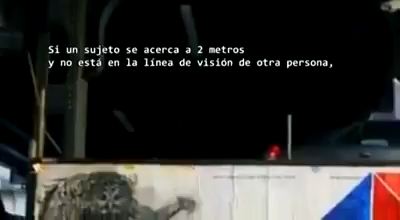 Si un sujeto se acerca a 2 metros
y no está en la línea de visión de otra persona,